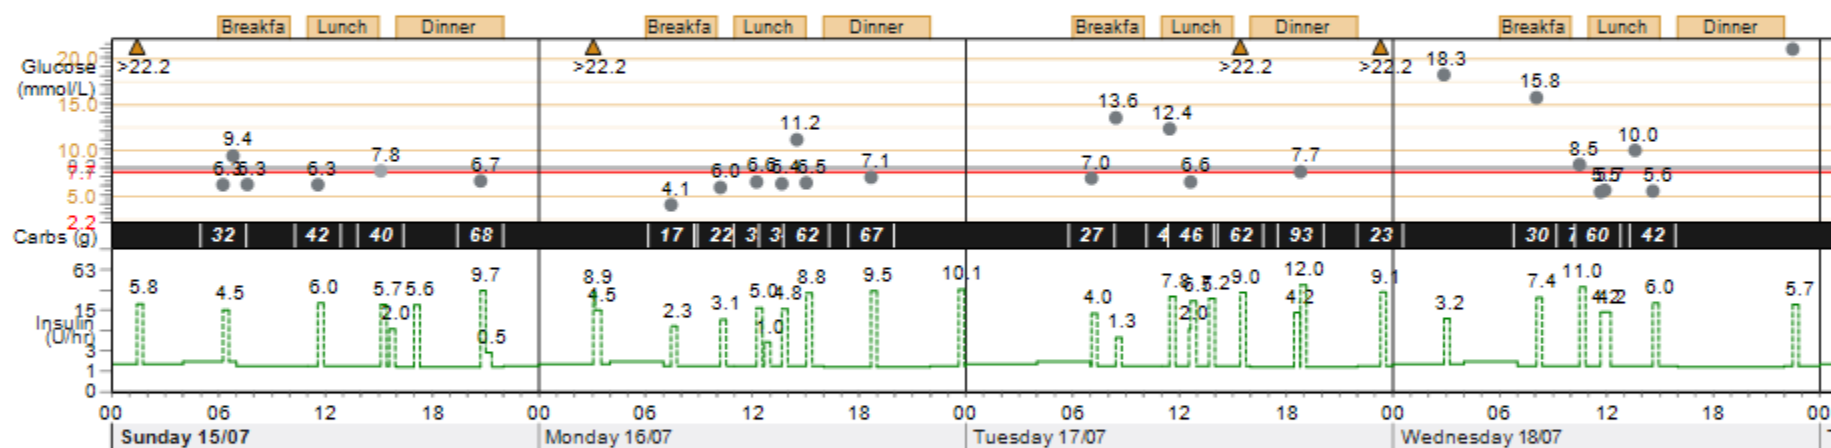 Breakfa Lunch Dinner Breakfa Lunch Dinner Breakfa Lunch Dinner Breakfa Lunch Dinner
20.0 >22.2 >22.2 >22.2 >22.2 18.3
Glucose
(mmol/L)
15.0 13.6 12.4 15.8
10.0 9.4 7.8 11.2 8.5 10.0
7.7 6.3 6.3 6.3 6.7 4.1 6.0 6.6 6.4 6.5 7.1 7.0 6.6 7.7 5.7 5.6
5.0
2.2
Carbs (g) 32 42 40 68 17 22 3 3 62 67 27 4 46 62 93 23 30 60 42
63 5.8 4.5 6.0 5.7 2.0 5.6 9.7 0.5 8.9 4.5 2.3 3.1 5.0 1.0 4.8 8.8 9.5 10.1 4.0 1.3 7.8 2.0 5.2 9.0 4.2 12.0 9.1 3.2 7.4 11.0 4.2 6.0 5.7
15
Insulin
(U/hr)
3
1
0
00 06 12 18 00 06 12 18 00 06 12 18 00 06 12 18 00
Sunday 15/07 Monday 16/07 Tuesday 17/07 Wednesday 18/07